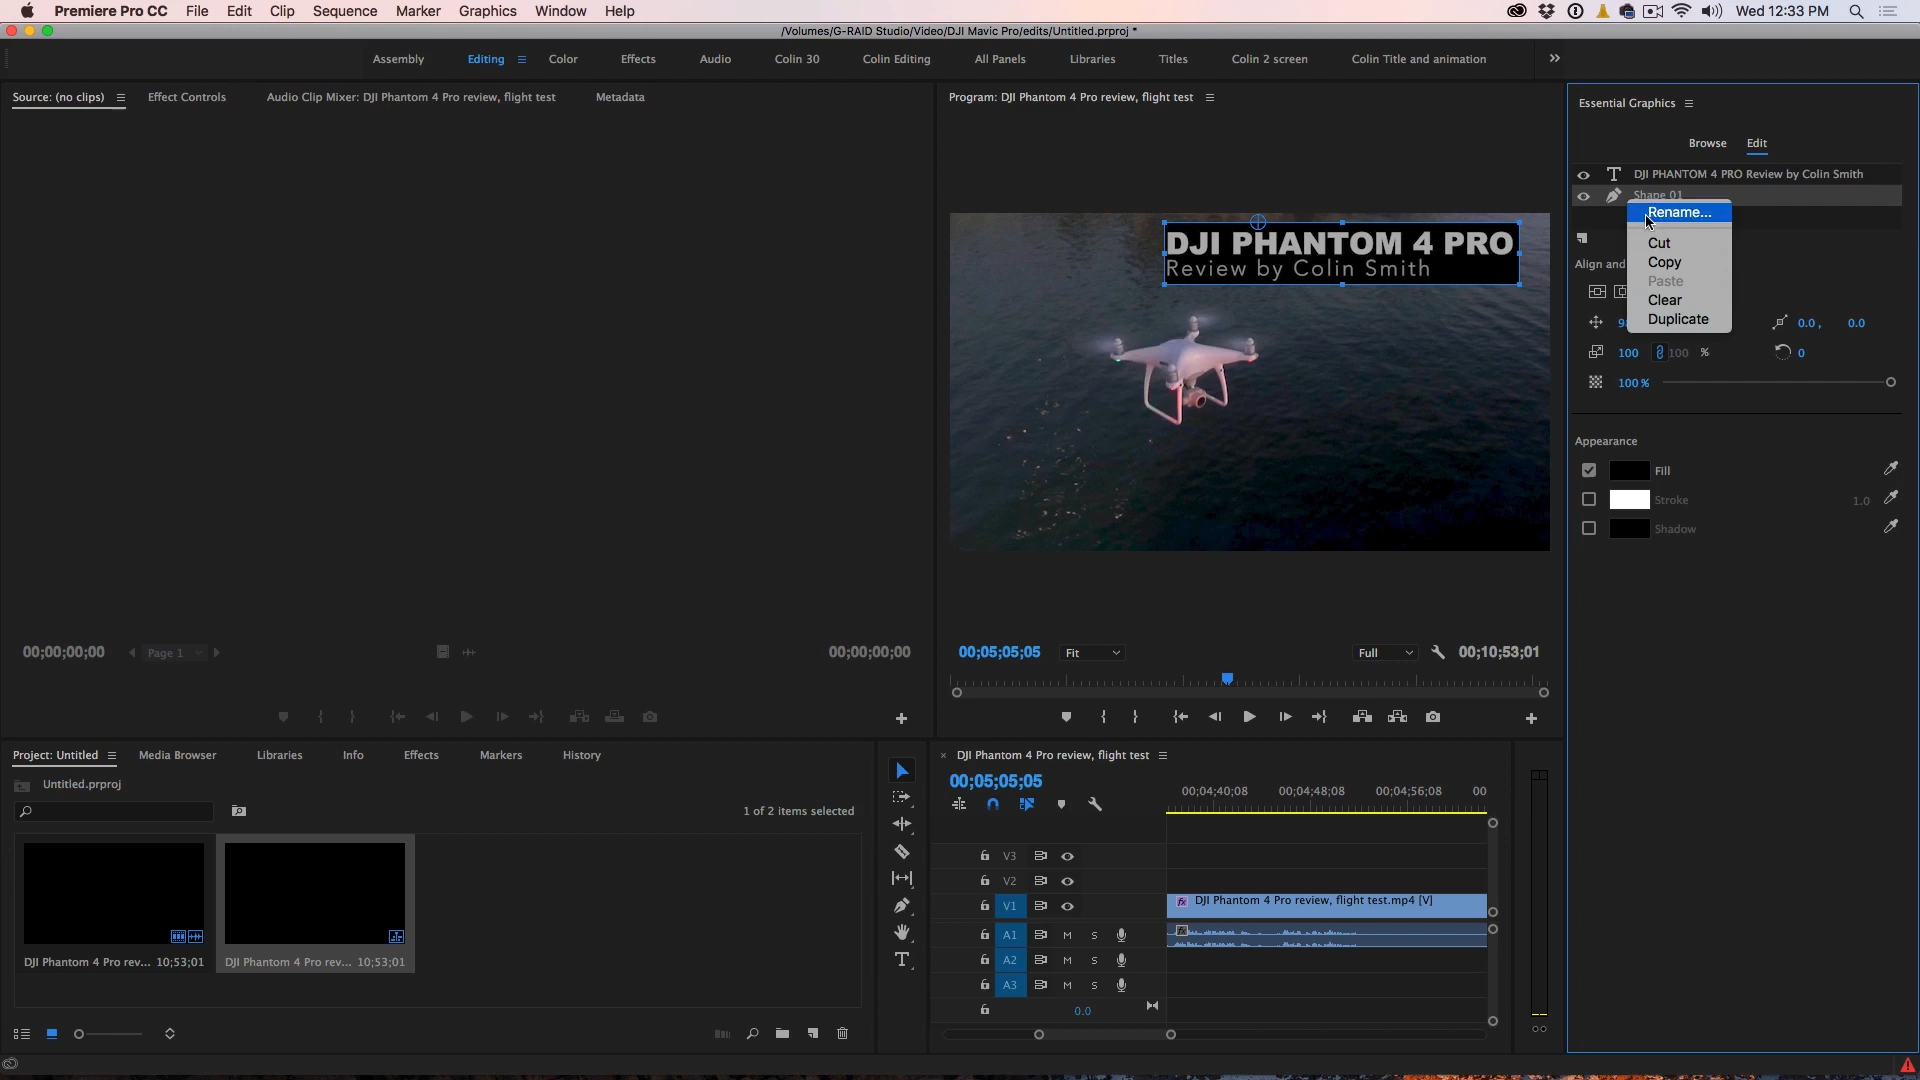 Premiere Pro CC File Edit Clip Sequence Marker Graphics Window Help Wed 12:33 PM
/Volumes/G-RAID Studio/Video/DJI Mavic Pro/edits/Untitled.prproj *
Assembly Editing Color Effects Audio Colin 30 Colin Editing All Panels Libraries Titles Colin 2 screen Colin Title and animation
Source: (no clips) Effect Controls Audio Clip Mixer: DJI Phantom 4 Pro review, flight test Metadata
Program: DJI Phantom 4 Pro review, flight test
Essential Graphics
Browse Edit
DJI PHANTOM 4 PRO Review by Colin Smith
Shape 01
Rename...
Cut
Copy
Paste
Clear
Duplicate
Align and
0.0 , 0.0
100 100 % 0
100 %
Appearance
Fill
Stroke 1.0
Shadow
DJI PHANTOM 4 PRO
Review by Colin Smith
00;00;00;00 Page 1 00;00;00;00
00;05;05;05 Fit Full 00;10;53;01
Project: Untitled Media Browser Libraries Info Effects Markers History
Untitled.prproj
1 of 2 items selected
DJI Phantom 4 Pro rev... 10;53;01
DJI Phantom 4 Pro rev... 10;53;01
DJI Phantom 4 Pro review, flight test
00;05;05;05
00;04;40;08 00;04;48;08 00;04;56;08 00
V3
V2
V1 fx DJI Phantom 4 Pro review, flight test.mp4 [V]
A1 M S fx
A2 M S
A3 M S
0.0